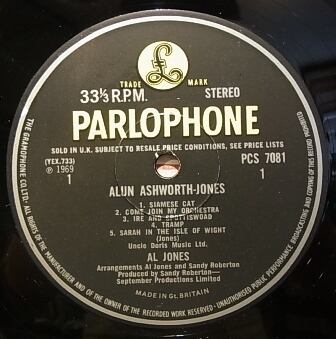 £
TRADE MARK
33⅓ R.P.M. STEREO
PARLOPHONE
SOLD IN U.K. SUBJECT TO RESALE PRICE CONDITIONS, SEE PRICE LISTS
(YEX.733) PCS 7081
℗ 1969
1 1
ALUN ASHWORTH-JONES
1. SIAMESE CAT
2. COME JOIN MY ORCHESTRA
3. IRE AND SPOTTISWOAD
4. TRAMP
5. SARAH IN THE ISLE OF WIGHT
(Jones)
Uncle Doris Music Ltd.
AL JONES
Arrangements Al Jones and Sandy Roberton
Produced by Sandy Roberton—
September Productions Limited
MADE IN GT. BRITAIN
THE GRAMOPHONE CO. LTD. ALL RIGHTS OF THE MANUFACTURER AND OF THE OWNER OF THE RECORDED WORK RESERVED. UNAUTHORISED PUBLIC PERFORMANCE BROADCASTING AND COPYING OF THIS RECORD PROHIBITED